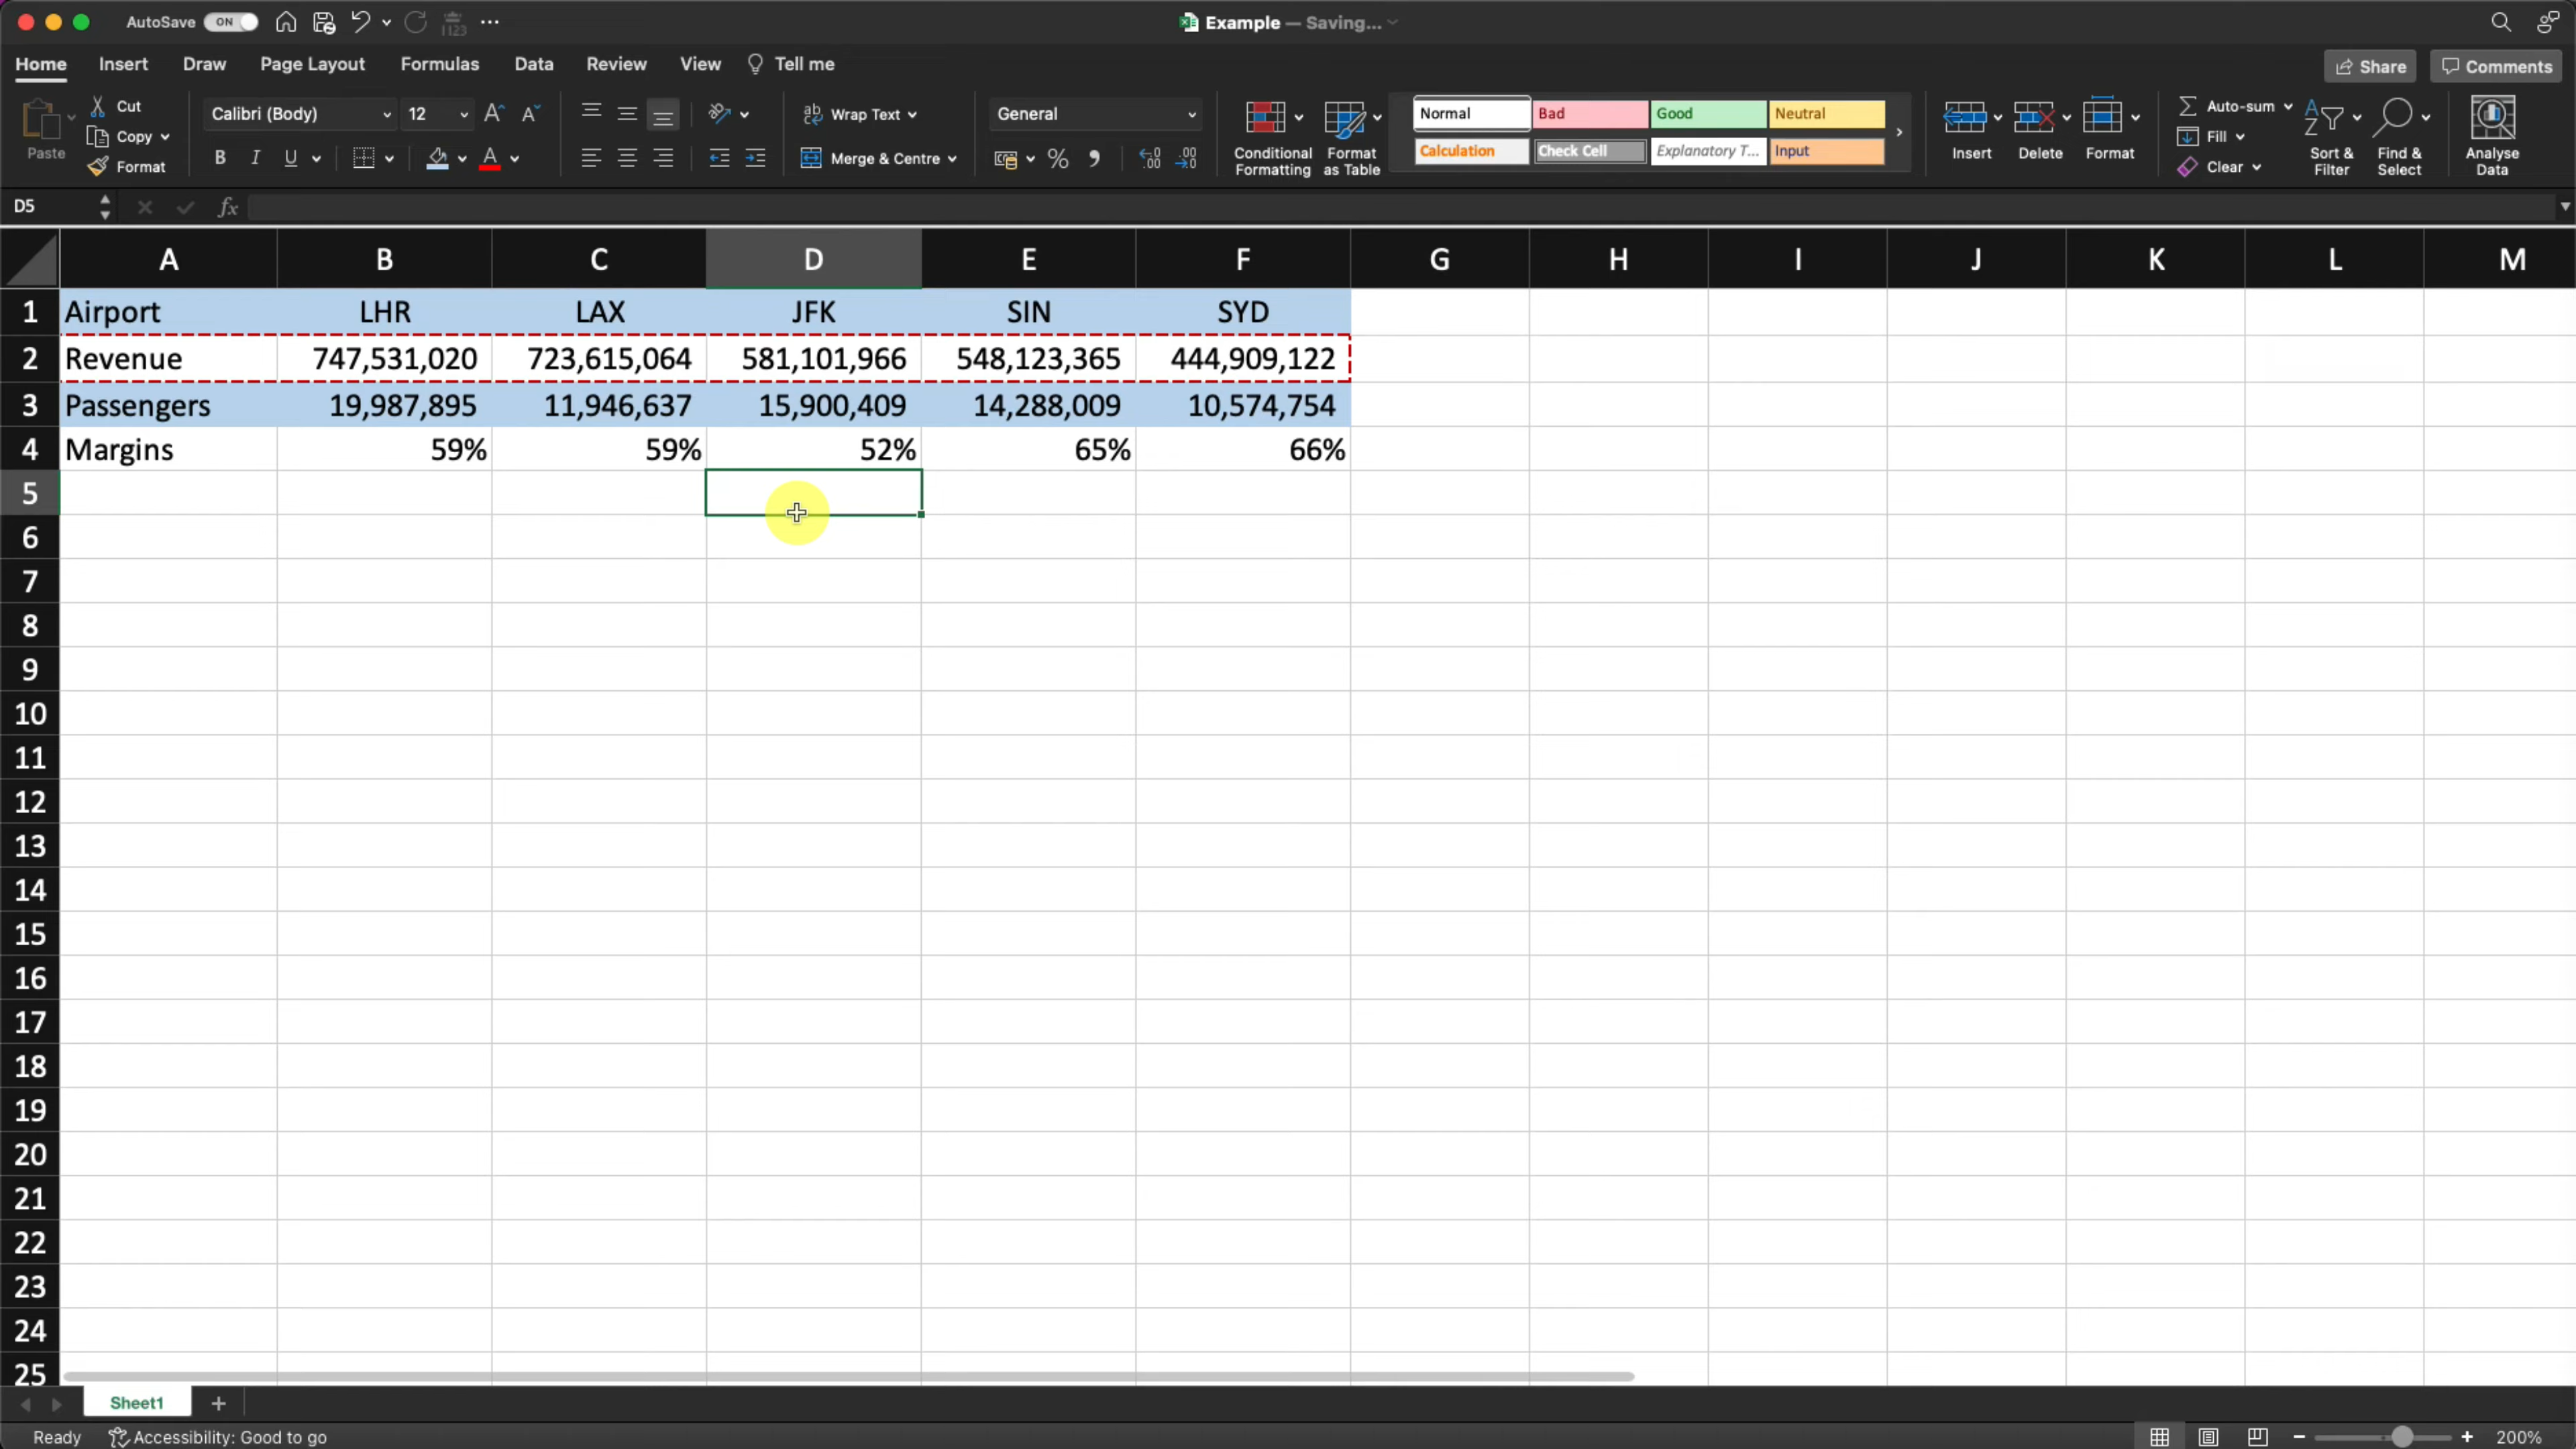 AutoSave ON Example — Saving...
Home Insert Draw Page Layout Formulas Data Review View Tell me Share Comments
Paste Cut Copy Format
Calibri (Body) 12 A A
B I U A
ab Wrap Text
Merge & Centre
General
% .00 .00
Conditional Formatting
Format as Table
Normal Bad Good Neutral
Calculation Check Cell Explanatory T... Input
Insert Delete Format
Auto-sum
Fill
Clear
Sort & Filter
Find & Select
Analyse Data
D5 fx
A B C D E F G H I J K L M
1 Airport LHR LAX JFK SIN SYD
2 Revenue 747,531,020 723,615,064 581,101,966 548,123,365 444,909,122
3 Passengers 19,987,895 11,946,637 15,900,409 14,288,009 10,574,754
4 Margins 59% 59% 52% 65% 66%
5
6
7
8
9
10
11
12
13
14
15
16
17
18
19
20
21
22
23
24
25
Sheet1 +
Ready Accessibility: Good to go 200%